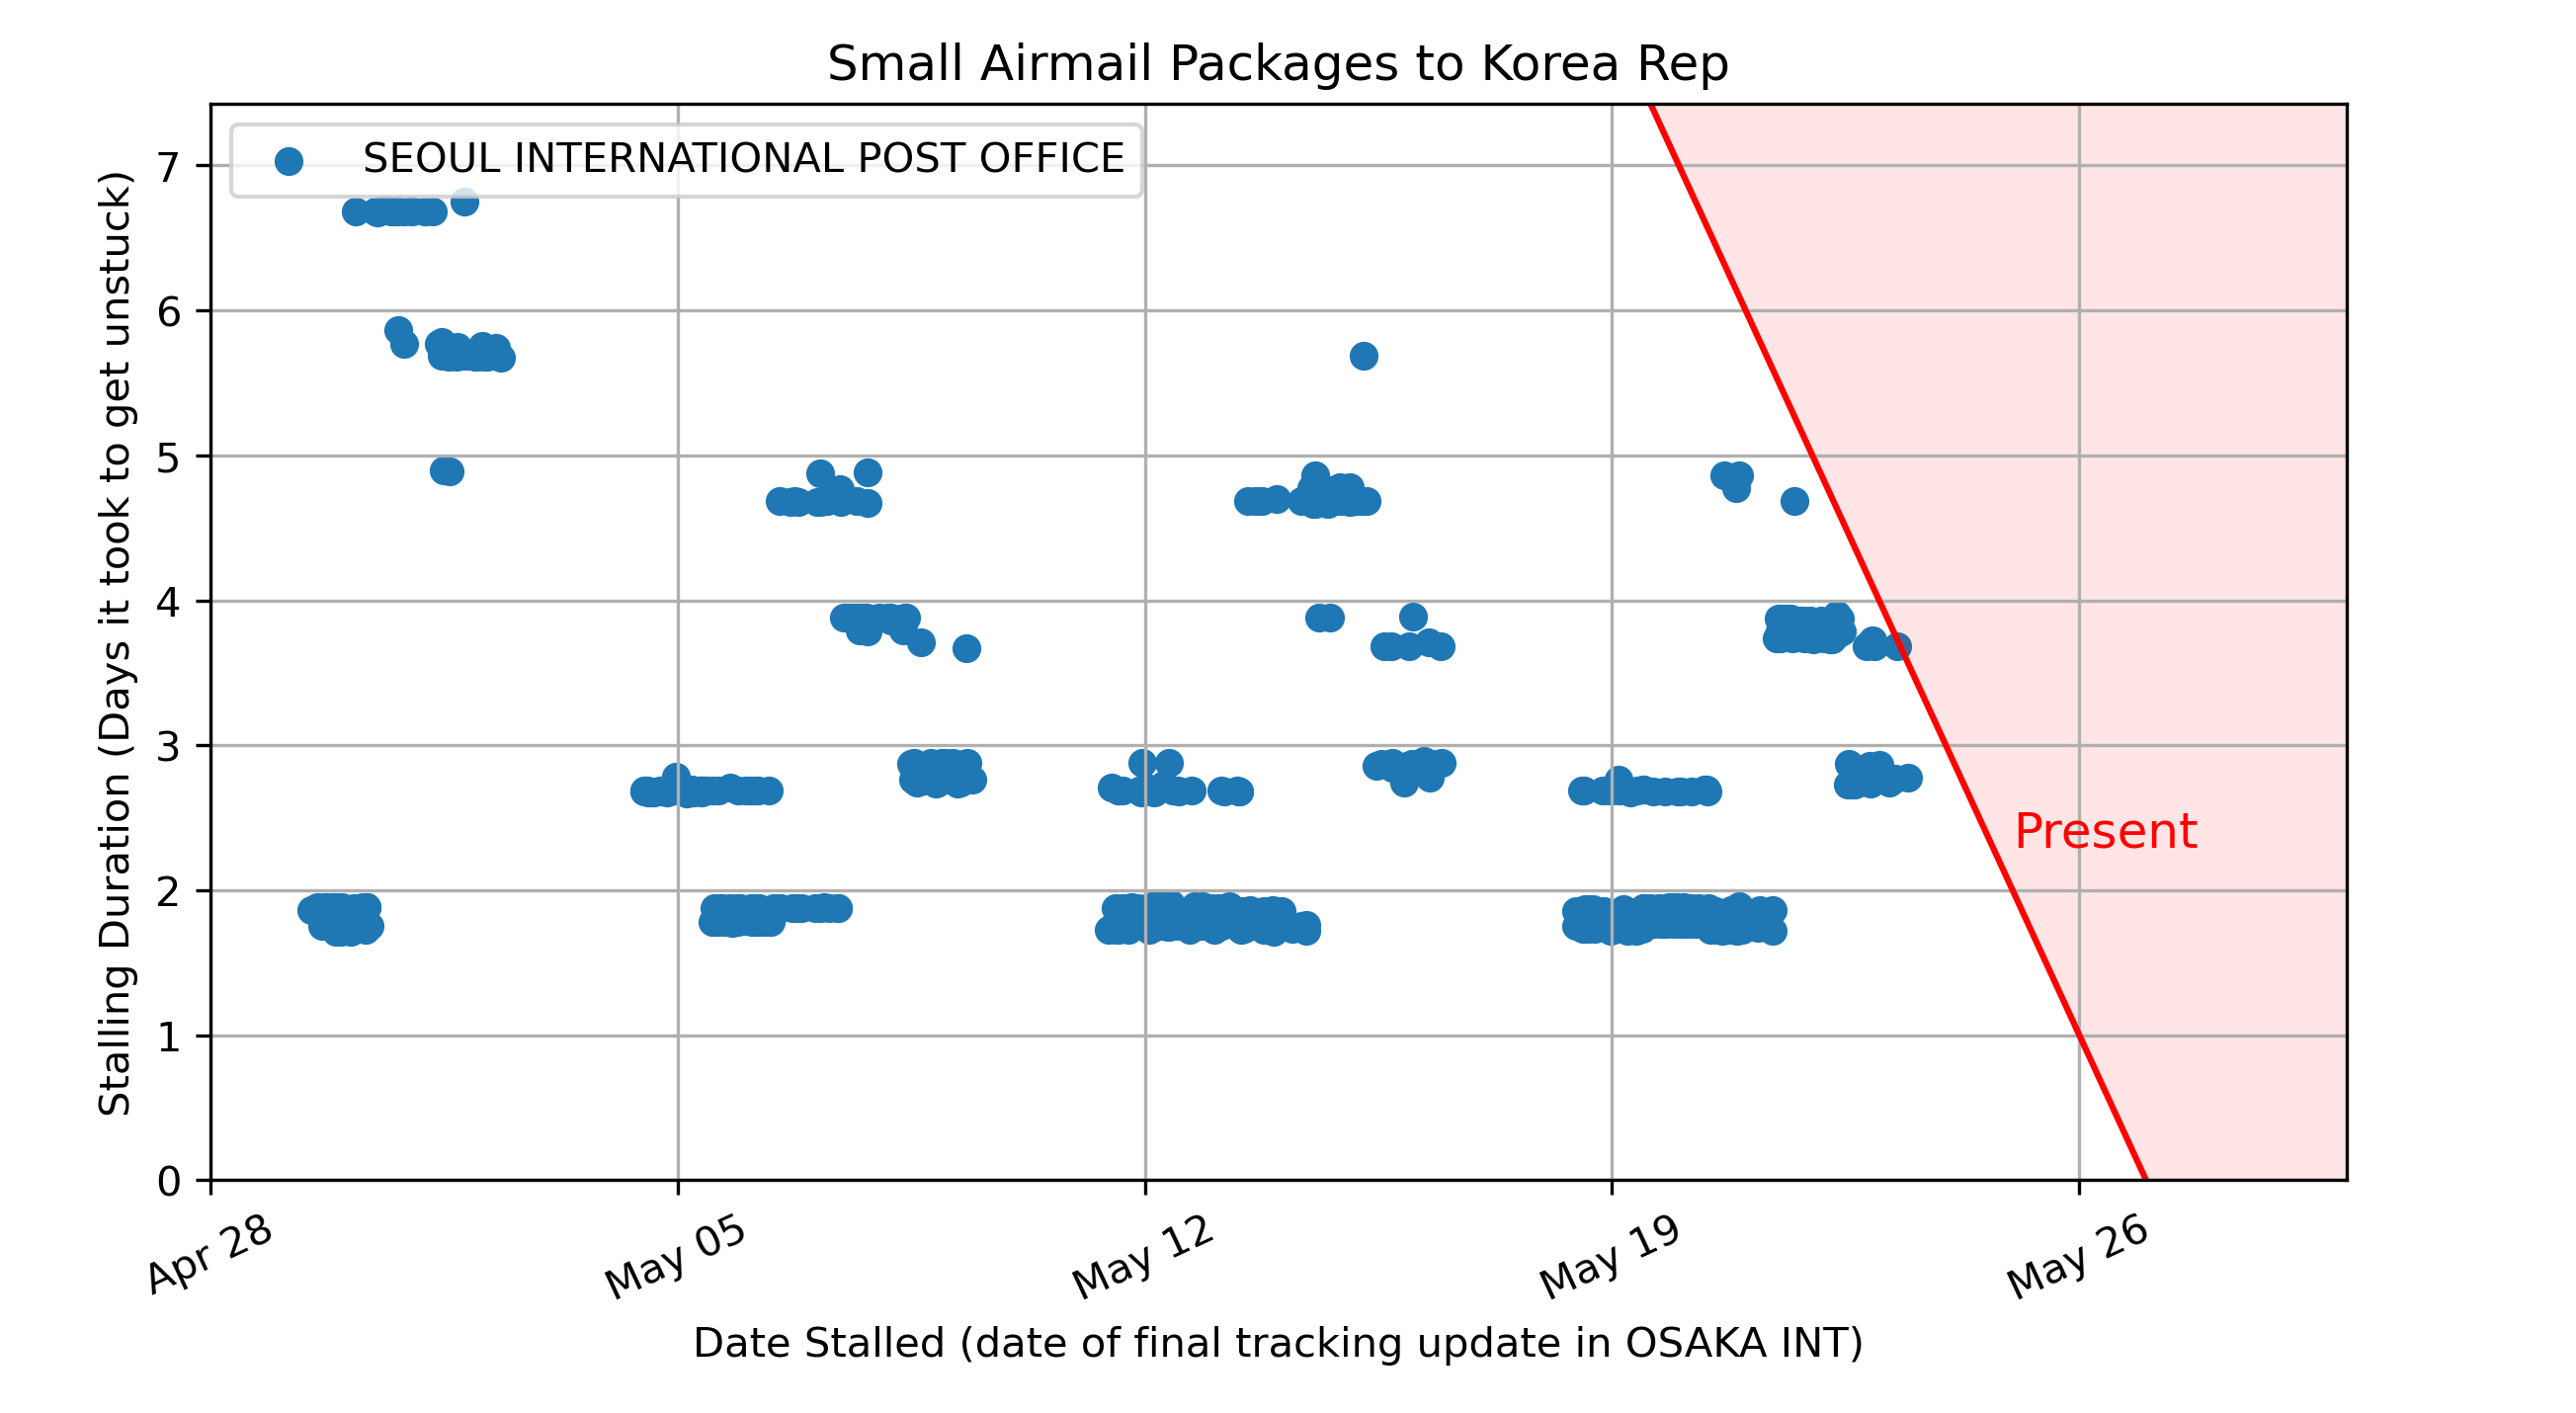 Small Airmail Packages to Korea Rep
SEOUL INTERNATIONAL POST OFFICE
Stalling Duration (Days it took to get unstuck)
7
6
5
4
3
2
1
0
Present
Apr 28
May 05
May 12
May 19
May 26
Date Stalled (date of final tracking update in OSAKA INT)